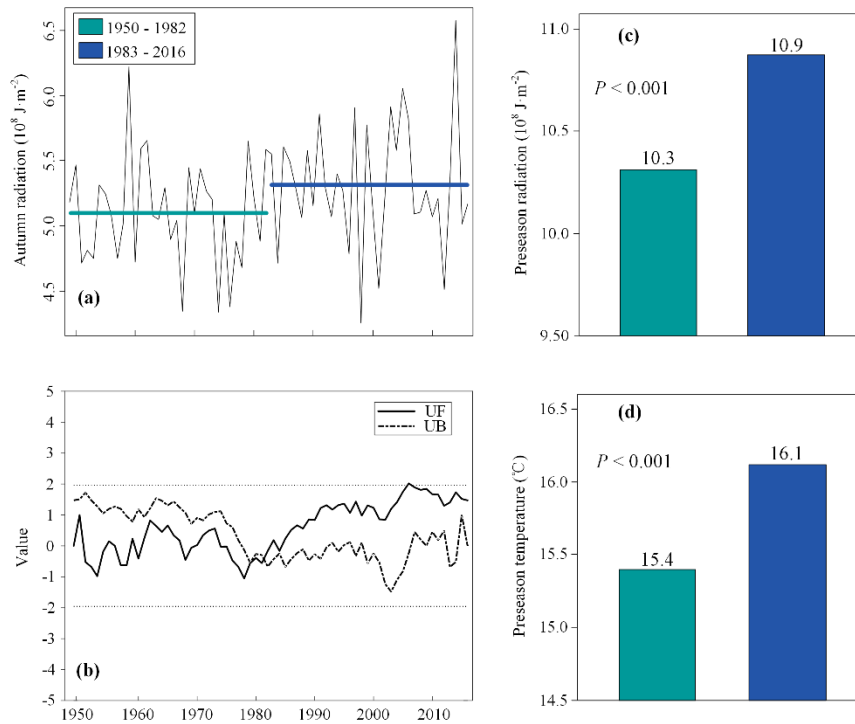 1950 - 1982
1983 - 2016
6.5
6.0
5.5
5.0
4.5
Autumn radiation (10⁸ J·m⁻²)
(a)
(c)
11.0
10.5
10.0
9.50
Preseason radiation (10⁸ J·m⁻²)
P < 0.001
10.3
10.9
UF
UB
5
4
3
2
1
0
-1
-2
-3
-4
-5
Value
(b)
1950
1960
1970
1980
1990
2000
2010
(d)
16.5
16.0
15.5
15.0
14.5
Preseason temperature (℃)
P < 0.001
15.4
16.1